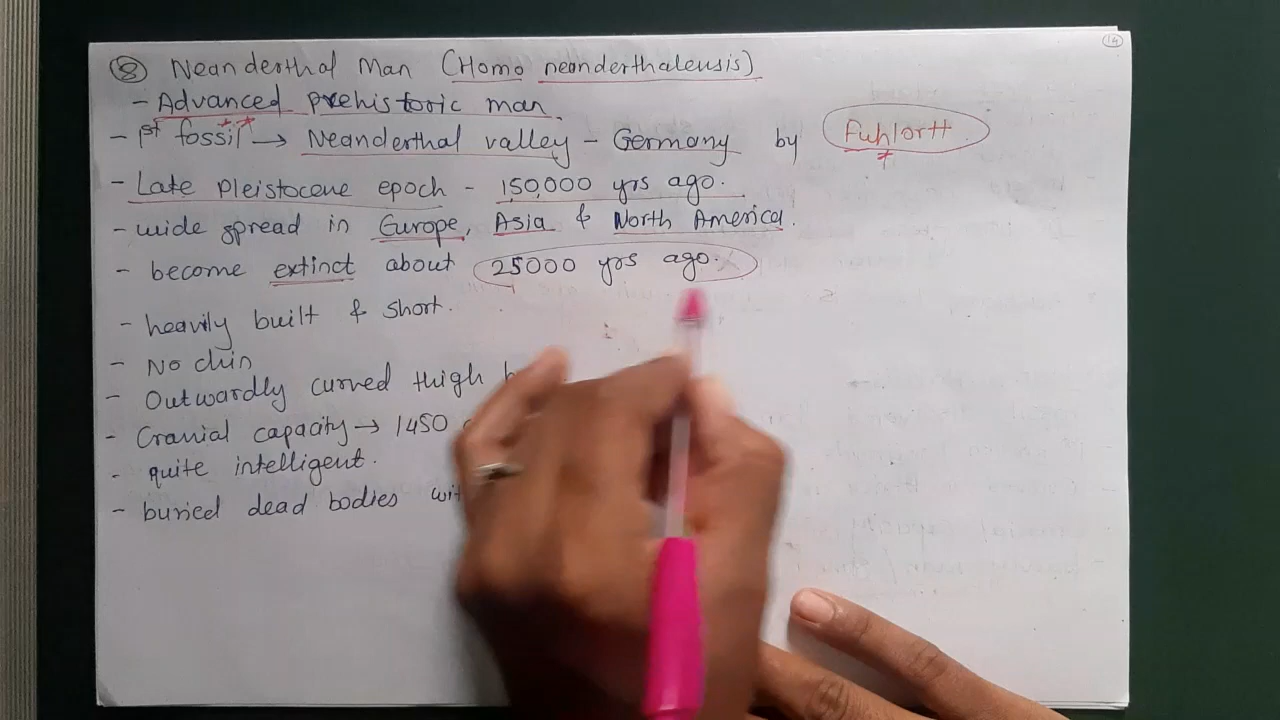 8 Neanderthal Man (Homo neanderthalensis)
- Advanced prehistoric man.
- 1st fossil → Neanderthal valley - Germany by Fuhlortt
- Late Pleistocene epoch - 150,000 yrs ago.
- wide spread in Europe, Asia & North America.
- become extinct about 25000 yrs ago.
- heavily built & short.
- No chin
- Outwardly curved thigh
- Cranial capacity → 1450
- quite intelligent.
- buried dead bodies
14